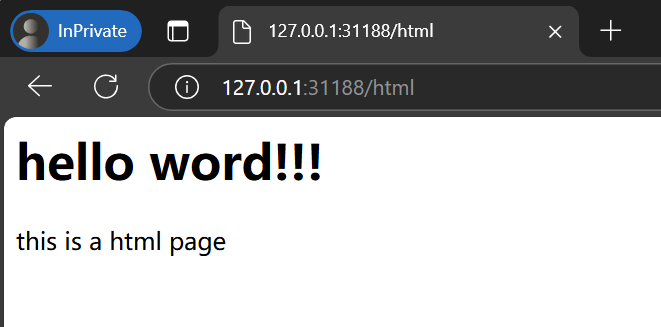 InPrivate
127.0.0.1:31188/html
127.0.0.1:31188/html
hello word!!!
this is a html page